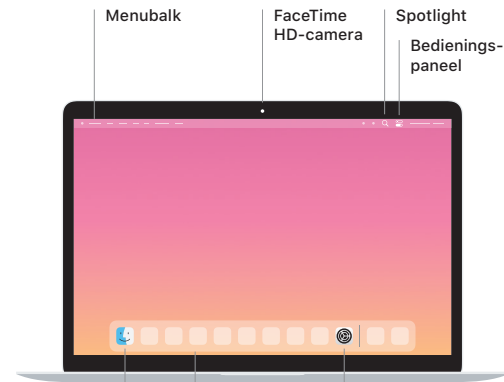 Menubalk
FaceTime
HD-camera
Spotlight
Bedienings-
paneel